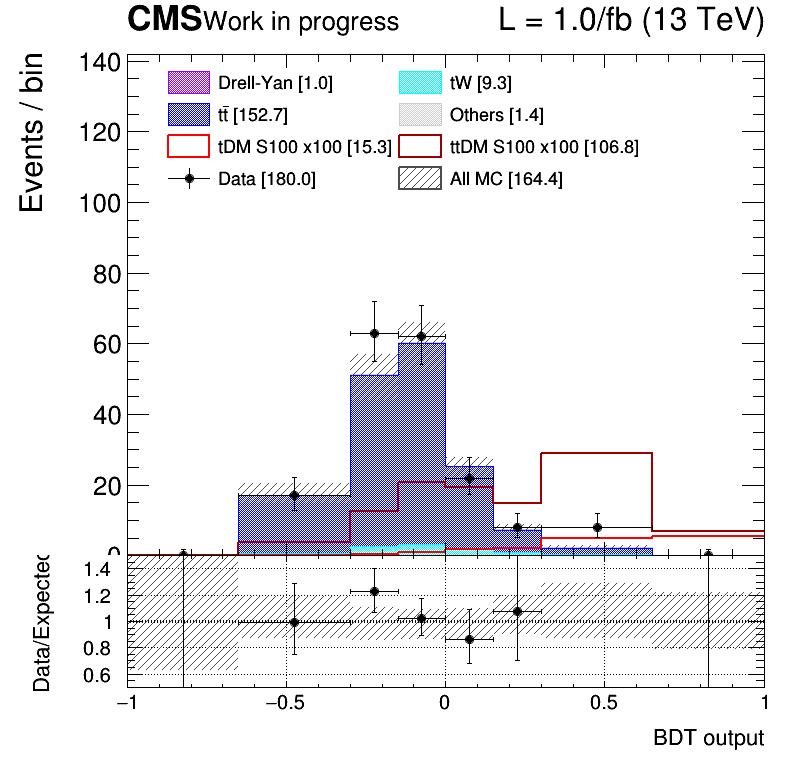 CMS Work in progress L = 1.0/fb (13 TeV)
Events / bin
140
120
100
80
60
40
20
0
Drell-Yan [1.0] tW [9.3]
tt̄ [152.7] Others [1.4]
tDM S100 x100 [15.3] ttDM S100 x100 [106.8]
Data [180.0] All MC [164.4]
Data/Expected
1.4
1.2
1
0.8
0.6
−1 −0.5 0 0.5 1
BDT output